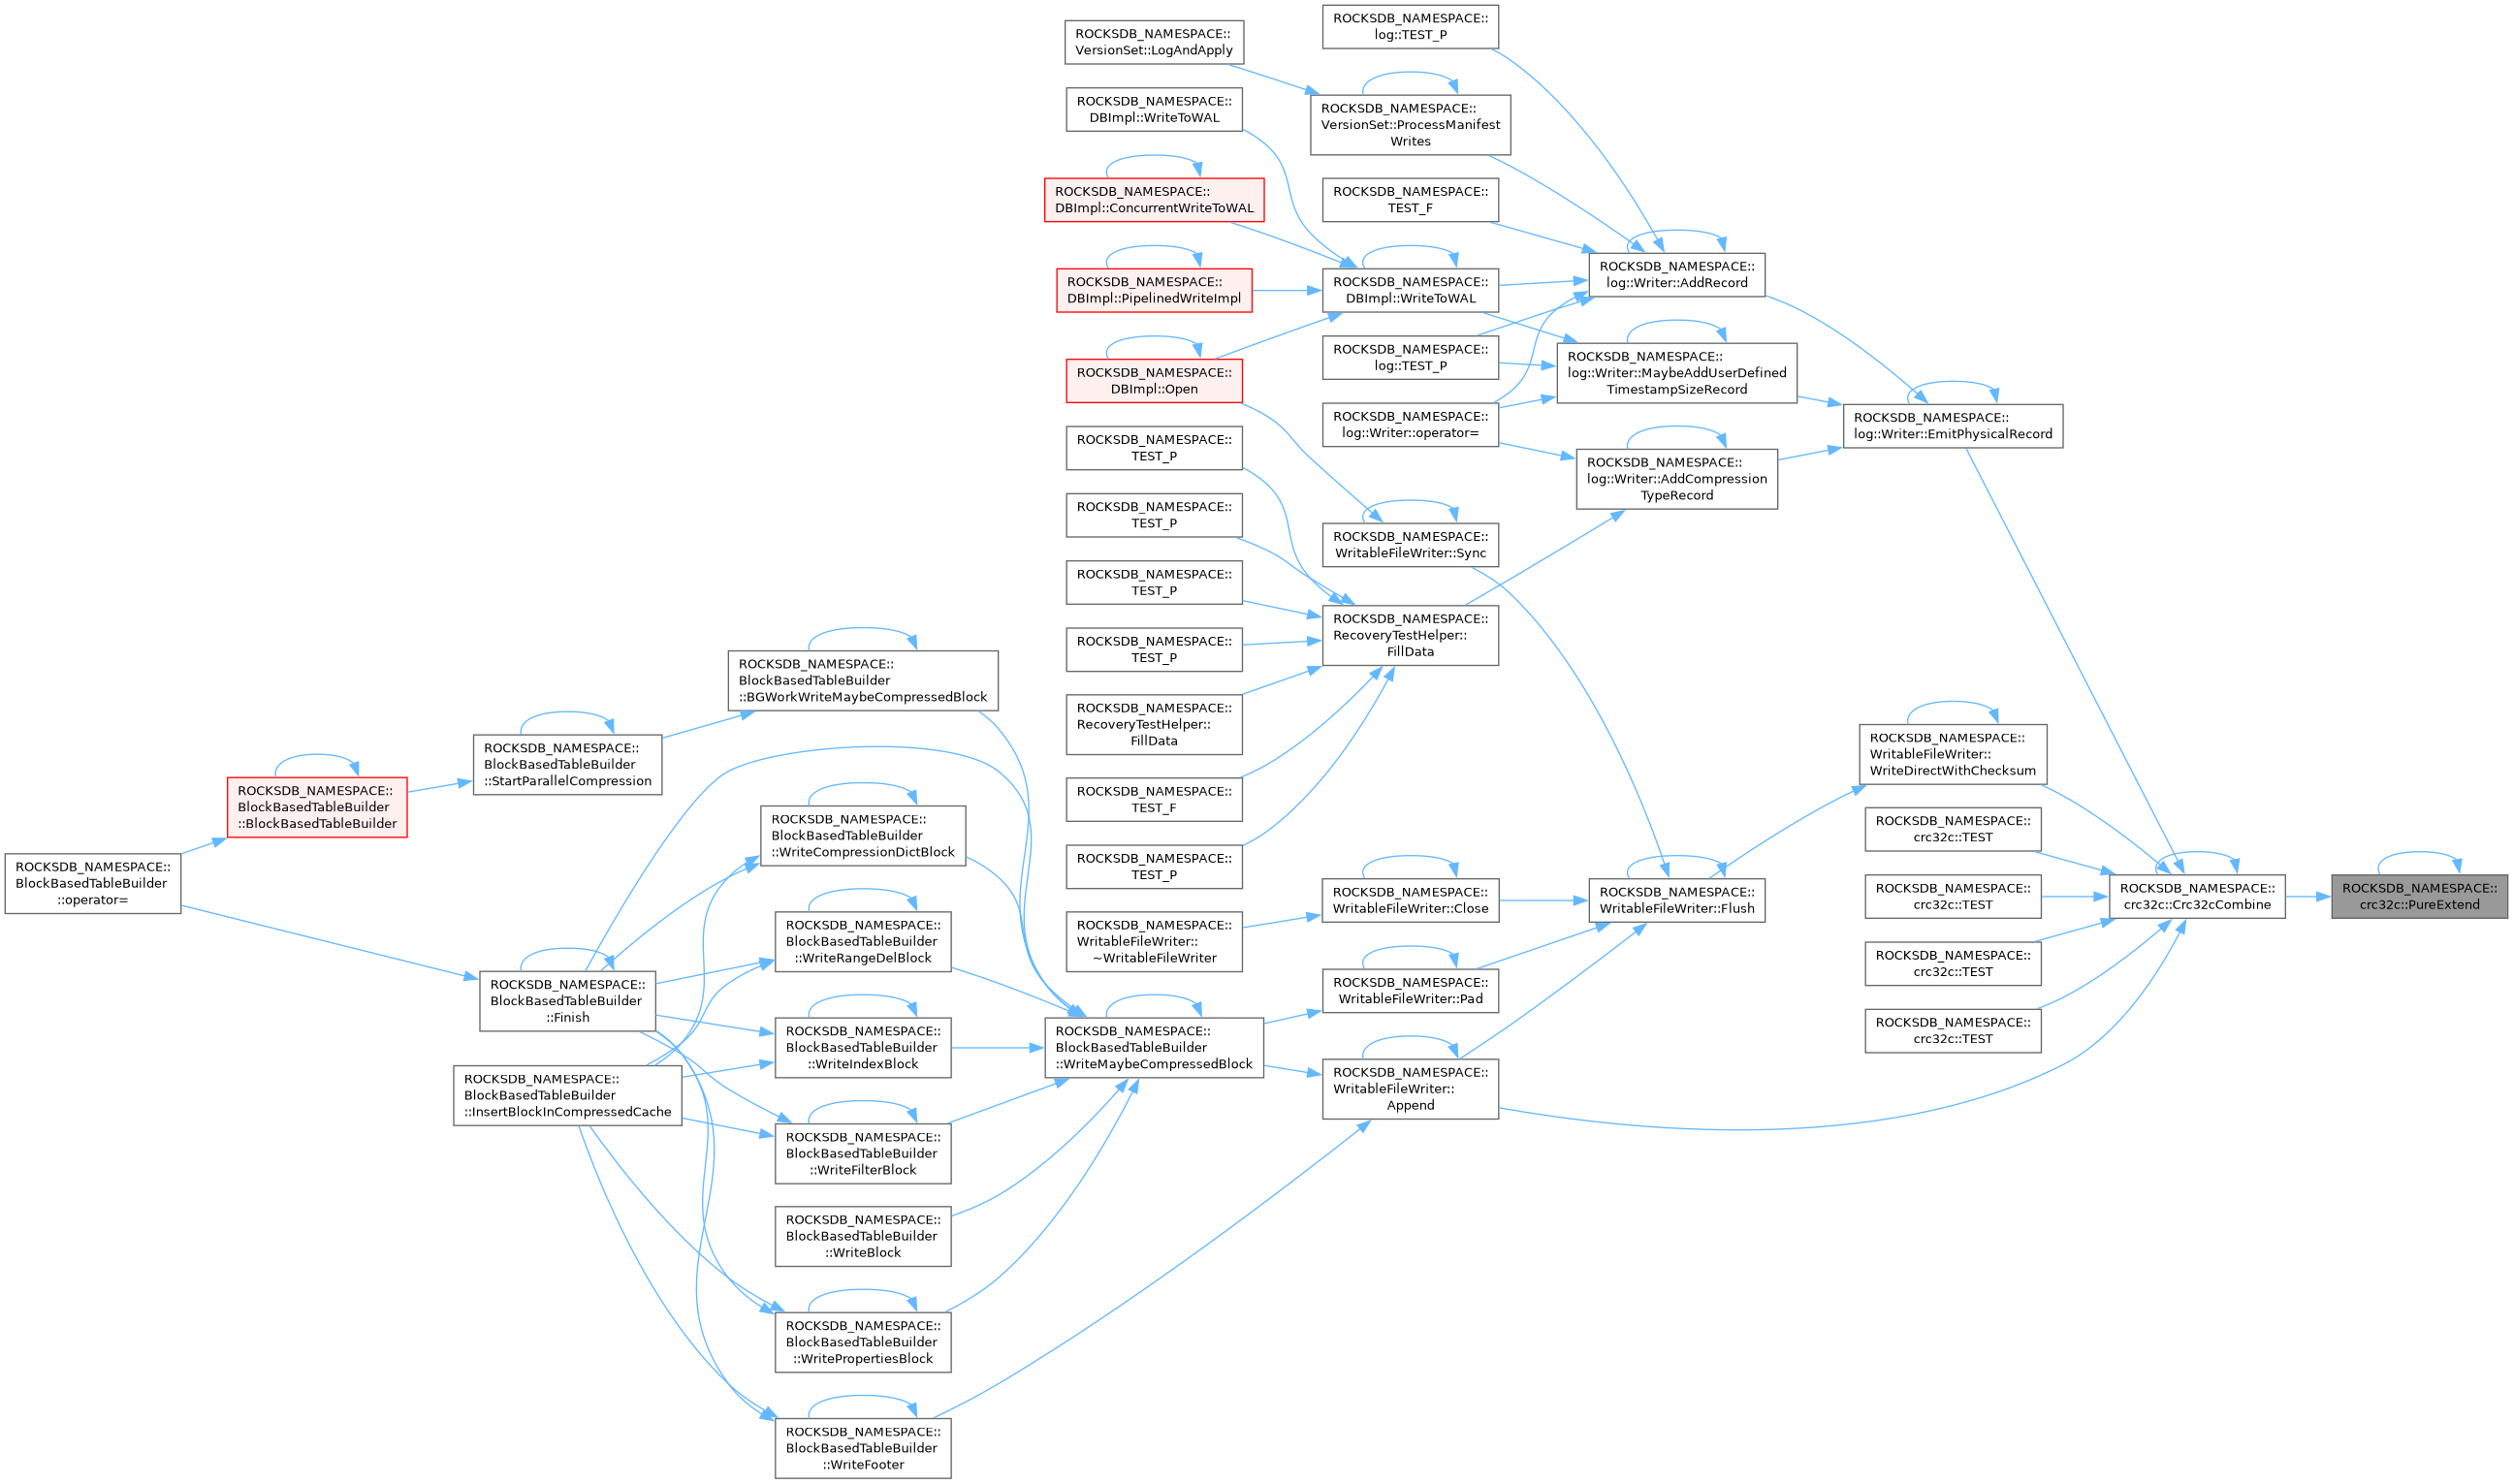 ROCKSDB_NAMESPACE::
log::TEST_P
ROCKSDB_NAMESPACE::
VersionSet::LogAndApply
ROCKSDB_NAMESPACE::
VersionSet::ProcessManifest
Writes
ROCKSDB_NAMESPACE::
DBImpl::WriteToWAL
ROCKSDB_NAMESPACE::
DBImpl::ConcurrentWriteToWAL
ROCKSDB_NAMESPACE::
TEST_F
ROCKSDB_NAMESPACE::
log::Writer::AddRecord
ROCKSDB_NAMESPACE::
DBImpl::PipelinedWriteImpl
ROCKSDB_NAMESPACE::
DBImpl::WriteToWAL
ROCKSDB_NAMESPACE::
DBImpl::Open
ROCKSDB_NAMESPACE::
log::TEST_P
ROCKSDB_NAMESPACE::
log::Writer::MaybeAddUserDefined
TimestampSizeRecord
ROCKSDB_NAMESPACE::
log::Writer::operator=
ROCKSDB_NAMESPACE::
log::Writer::EmitPhysicalRecord
ROCKSDB_NAMESPACE::
TEST_P
ROCKSDB_NAMESPACE::
log::Writer::AddCompression
TypeRecord
ROCKSDB_NAMESPACE::
TEST_P
ROCKSDB_NAMESPACE::
WritableFileWriter::Sync
ROCKSDB_NAMESPACE::
TEST_P
ROCKSDB_NAMESPACE::
RecoveryTestHelper::
FillData
ROCKSDB_NAMESPACE::
TEST_P
ROCKSDB_NAMESPACE::
BlockBasedTableBuilder
::BGWorkWriteMaybeCompressedBlock
ROCKSDB_NAMESPACE::
RecoveryTestHelper::
FillData
ROCKSDB_NAMESPACE::
WritableFileWriter::
WriteDirectWithChecksum
ROCKSDB_NAMESPACE::
BlockBasedTableBuilder
::StartParallelCompression
ROCKSDB_NAMESPACE::
BlockBasedTableBuilder
::BlockBasedTableBuilder
ROCKSDB_NAMESPACE::
TEST_F
ROCKSDB_NAMESPACE::
BlockBasedTableBuilder
::WriteCompressionDictBlock
ROCKSDB_NAMESPACE::
crc32c::TEST
ROCKSDB_NAMESPACE::
BlockBasedTableBuilder
::operator=
ROCKSDB_NAMESPACE::
TEST_P
ROCKSDB_NAMESPACE::
WritableFileWriter::Close
ROCKSDB_NAMESPACE::
WritableFileWriter::Flush
ROCKSDB_NAMESPACE::
crc32c::TEST
ROCKSDB_NAMESPACE::
crc32c::Crc32cCombine
ROCKSDB_NAMESPACE::
crc32c::PureExtend
ROCKSDB_NAMESPACE::
BlockBasedTableBuilder
::WriteRangeDelBlock
ROCKSDB_NAMESPACE::
WritableFileWriter::
~WritableFileWriter
ROCKSDB_NAMESPACE::
crc32c::TEST
ROCKSDB_NAMESPACE::
BlockBasedTableBuilder
::Finish
ROCKSDB_NAMESPACE::
WritableFileWriter::Pad
ROCKSDB_NAMESPACE::
BlockBasedTableBuilder
::WriteIndexBlock
ROCKSDB_NAMESPACE::
BlockBasedTableBuilder
::WriteMaybeCompressedBlock
ROCKSDB_NAMESPACE::
crc32c::TEST
ROCKSDB_NAMESPACE::
BlockBasedTableBuilder
::InsertBlockInCompressedCache
ROCKSDB_NAMESPACE::
WritableFileWriter::
Append
ROCKSDB_NAMESPACE::
BlockBasedTableBuilder
::WriteFilterBlock
ROCKSDB_NAMESPACE::
BlockBasedTableBuilder
::WriteBlock
ROCKSDB_NAMESPACE::
BlockBasedTableBuilder
::WritePropertiesBlock
ROCKSDB_NAMESPACE::
BlockBasedTableBuilder
::WriteFooter